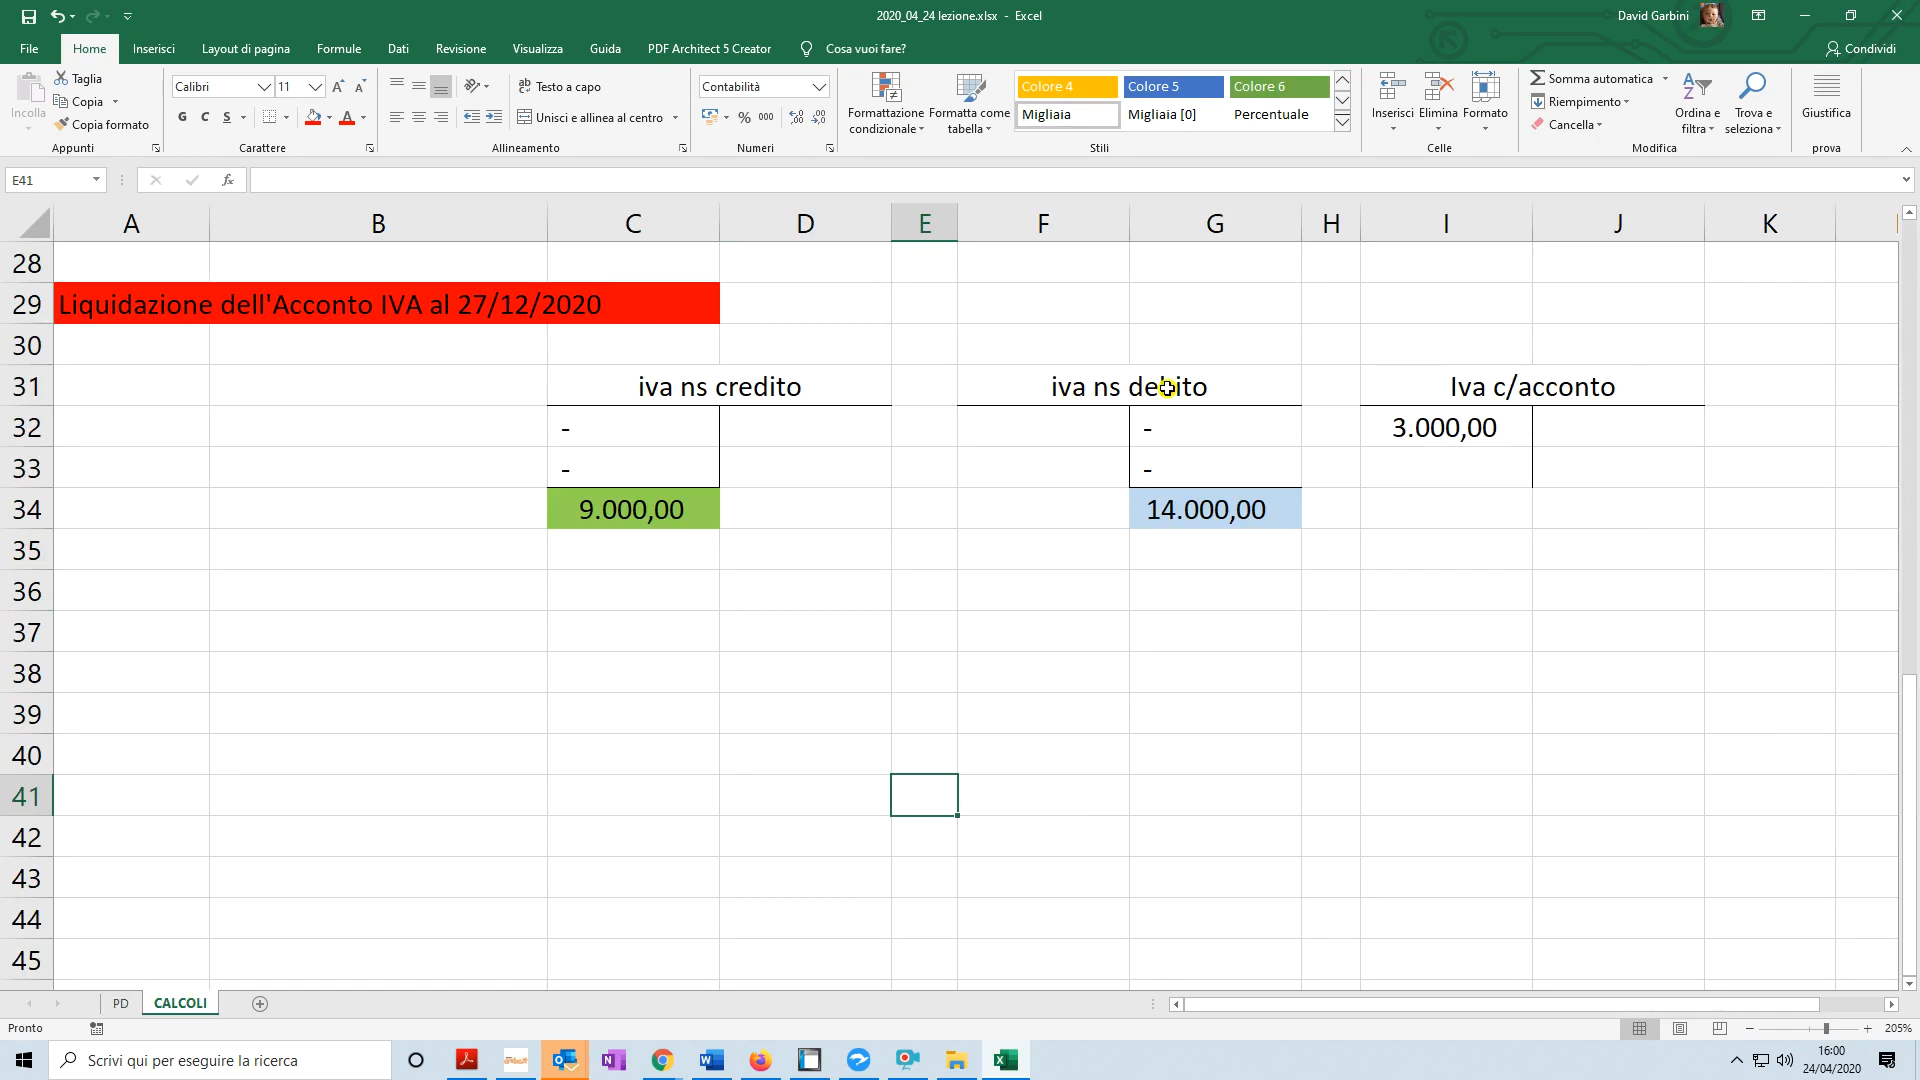 2020_04_24 lezione.xlsx - Excel
David Garbini
File Home Inserisci Layout di pagina Formule Dati Revisione Visualizza Guida PDF Architect 5 Creator Cosa vuoi fare? Condividi
Incolla
Taglia
Copia
Copia formato
Appunti
Calibri 11
G C S
Carattere
Testo a capo
Unisci e allinea al centro
Allineamento
Contabilità
% 000
Numeri
Formattazione condizionale
Formatta come tabella
Colore 4 Colore 5 Colore 6
Migliaia Migliaia [0] Percentuale
Stili
Inserisci Elimina Formato
Celle
Somma automatica
Riempimento
Cancella
Ordina e filtra
Trova e seleziona
Modifica
Giustifica
prova
E41 fx
A B C D E F G H I J K
28
29 Liquidazione dell'Acconto IVA al 27/12/2020
30
31 iva ns credito iva ns debito Iva c/acconto
32 - - 3.000,00
33 - -
34 9.000,00 14.000,00
35
36
37
38
39
40
41
42
43
44
45
PD CALCOLI
Pronto 205%
Scrivi qui per eseguire la ricerca
16:00
24/04/2020